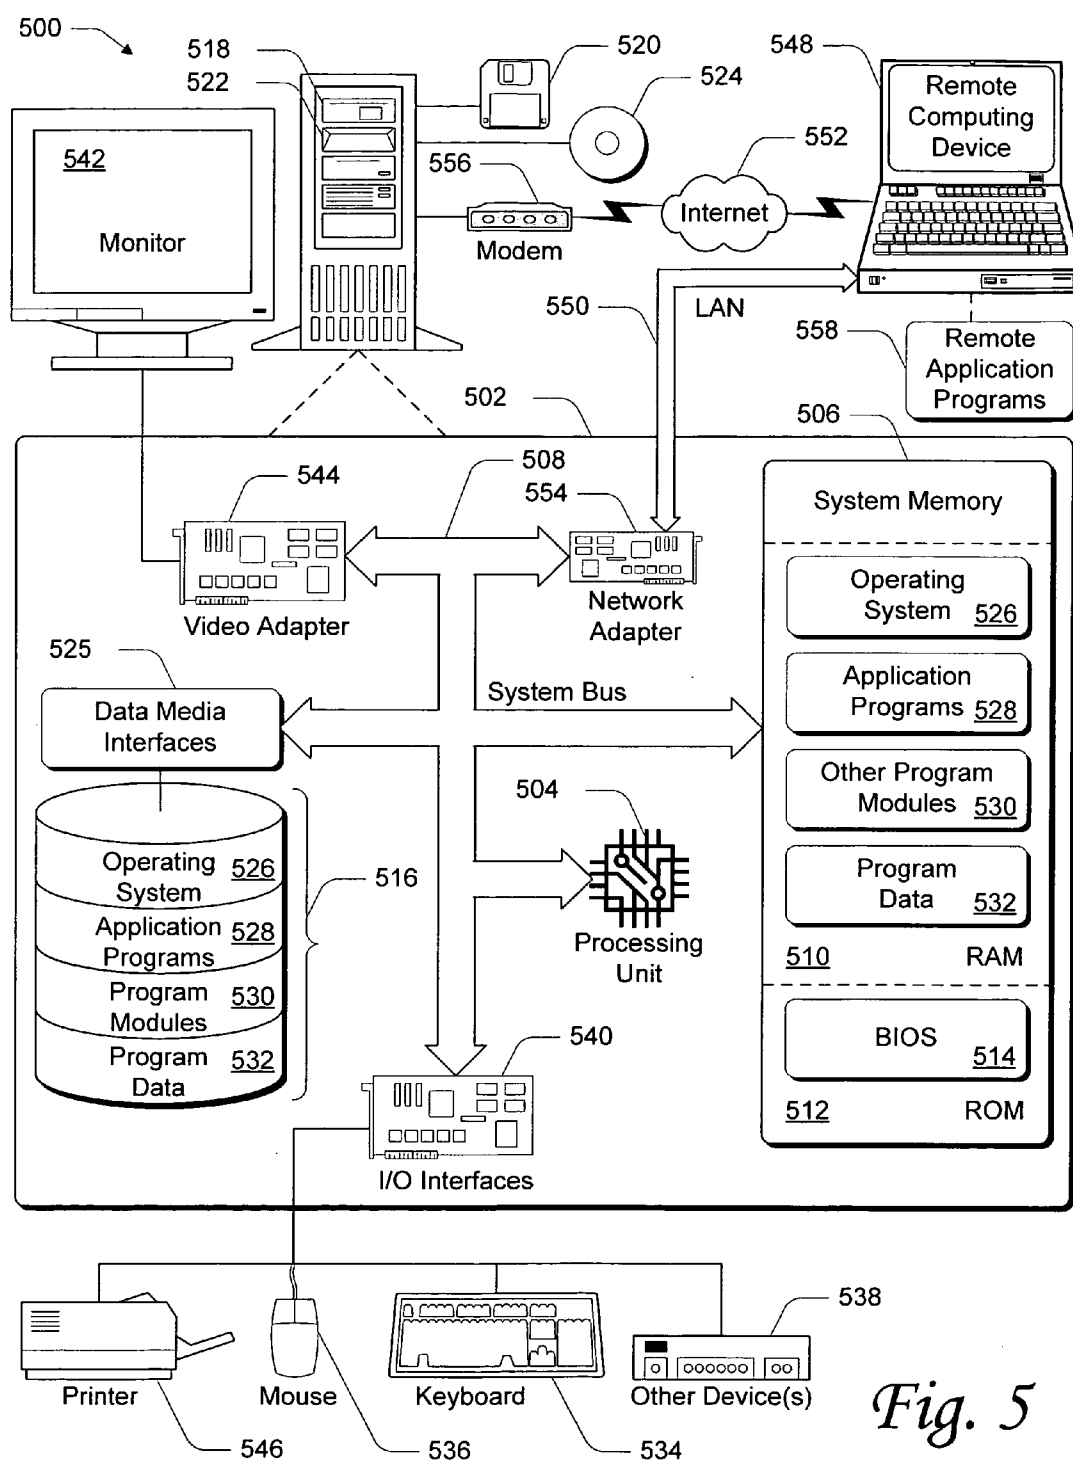 500
518
522
520
524
548
Remote
Computing
Device
552
556
542
Monitor
Internet
Modem
550
LAN
558
Remote
Application
Programs
502
506
508
544
554
System Memory
Operating
System 526
Video Adapter
Network
Adapter
525
Data Media
Interfaces
System Bus
Application
Programs 528
Other Program
Modules 530
504
Operating
System 526
516
Program
Data 532
Application
Programs 528
Processing
Unit
510 RAM
Program
Modules 530
BIOS 514
540
Program
Data 532
512 ROM
I/O Interfaces
538
Printer
Mouse
Keyboard
Other Device(s)
546
536
534
Fig. 5